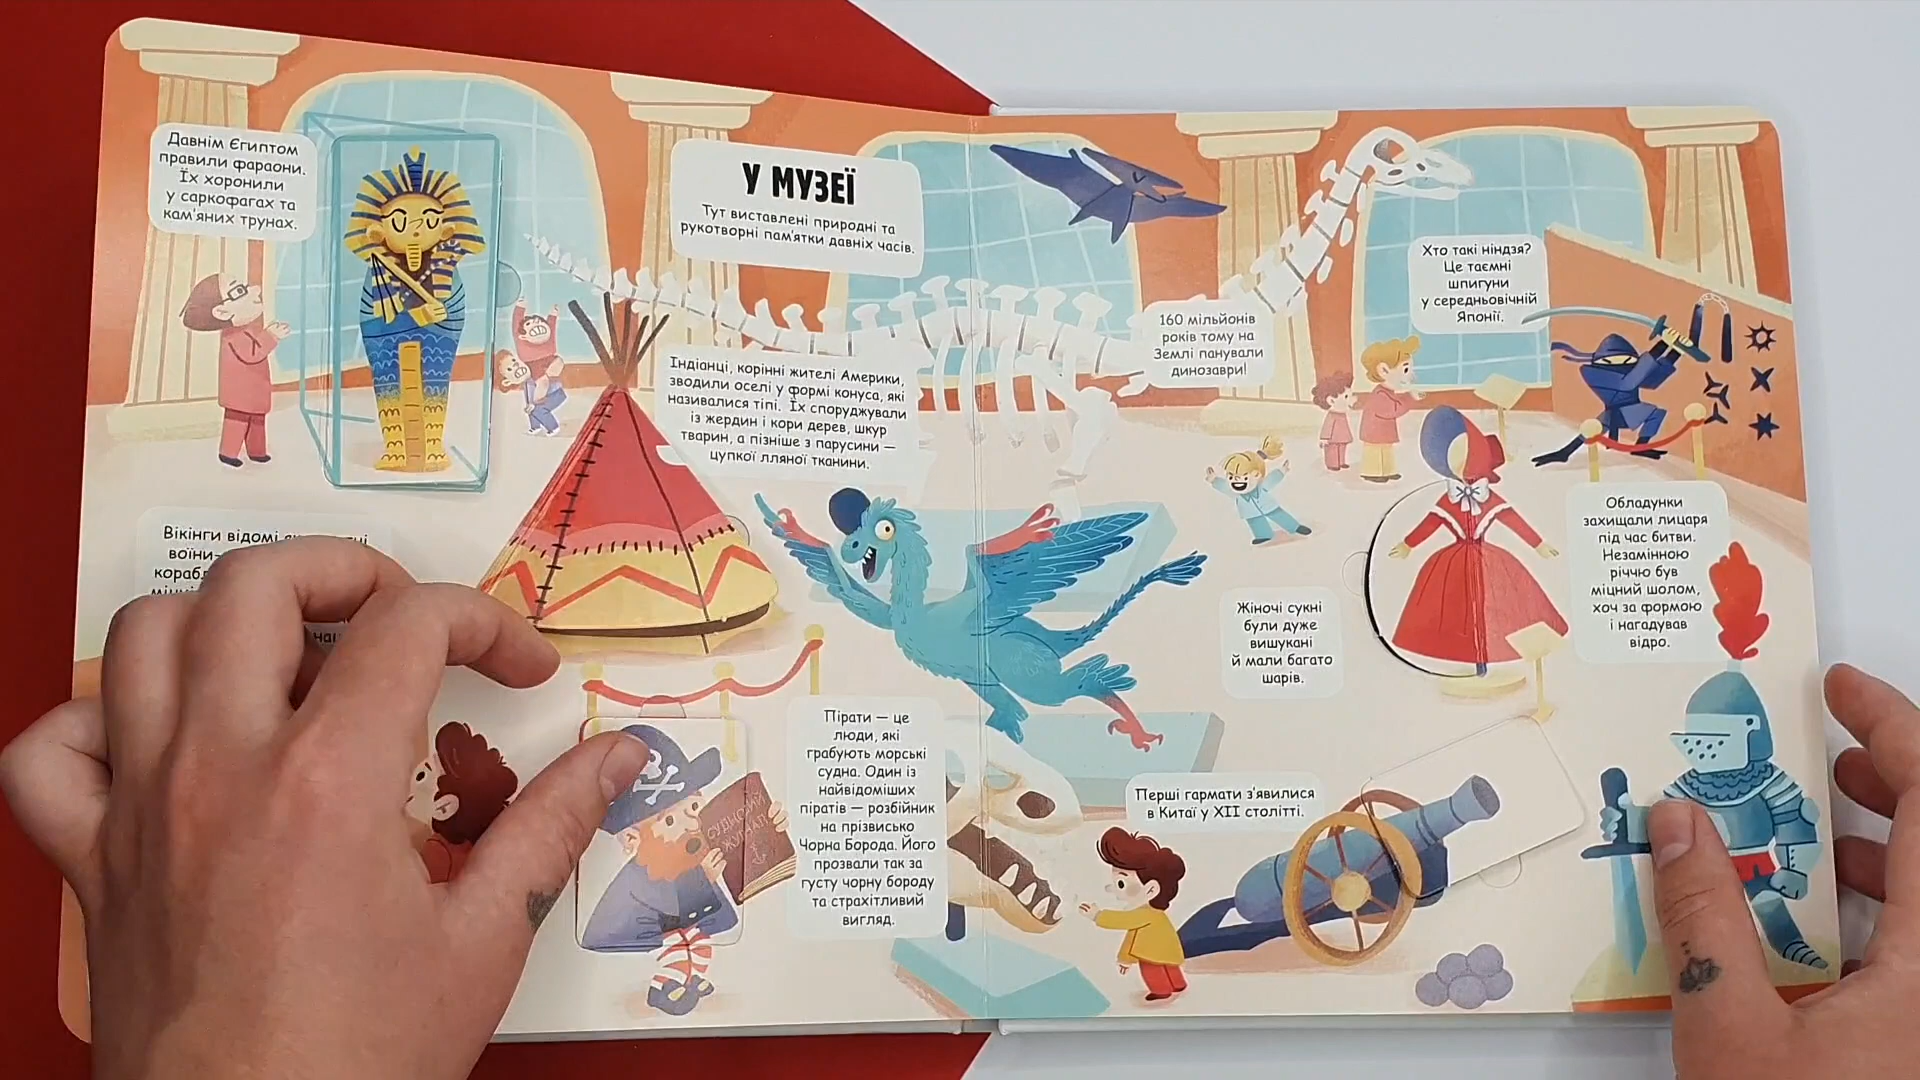 Давнім Єгиптом
правили фараони.
Їх хоронили
у саркофагах та
кам'яних трунах.
У МУЗЕЇ
Тут виставлені природні та
рукотворні пам'ятки давніх часів.
Індіанці, корінні жителі Америки,
зводили оселі у формі конуса, які
називалися тіпі. Їх споруджували
із жердин і кори дерев, шкур
тварин, а пізніше з парусини —
цупкої лляної тканини.
160 мільйонів
років тому на
Землі панували
динозаври!
Хто такі ніндзя?
Це таємні
шпигуни
у середньовічній
Японії.
Вікінги відомі
Обладунки
захищали лицаря
під час битви.
Незамінною
річчю був
міцний шолом,
хоч за формою
і нагадував
відро.
Жіночі сукні
були дуже
вишукані
й мали багато
шарів.
Пірати — це
люди, які
грабують морські
судна. Один із
найвідоміших
піратів — розбійник
на прізвисько
Чорна Борода. Його
прозвали так за
густу чорну бороду
та страхітливий
вигляд.
СУДНОВИЙ
ЖУРНАЛ
Перші гармати з'явилися
в Китаї у XII столітті.